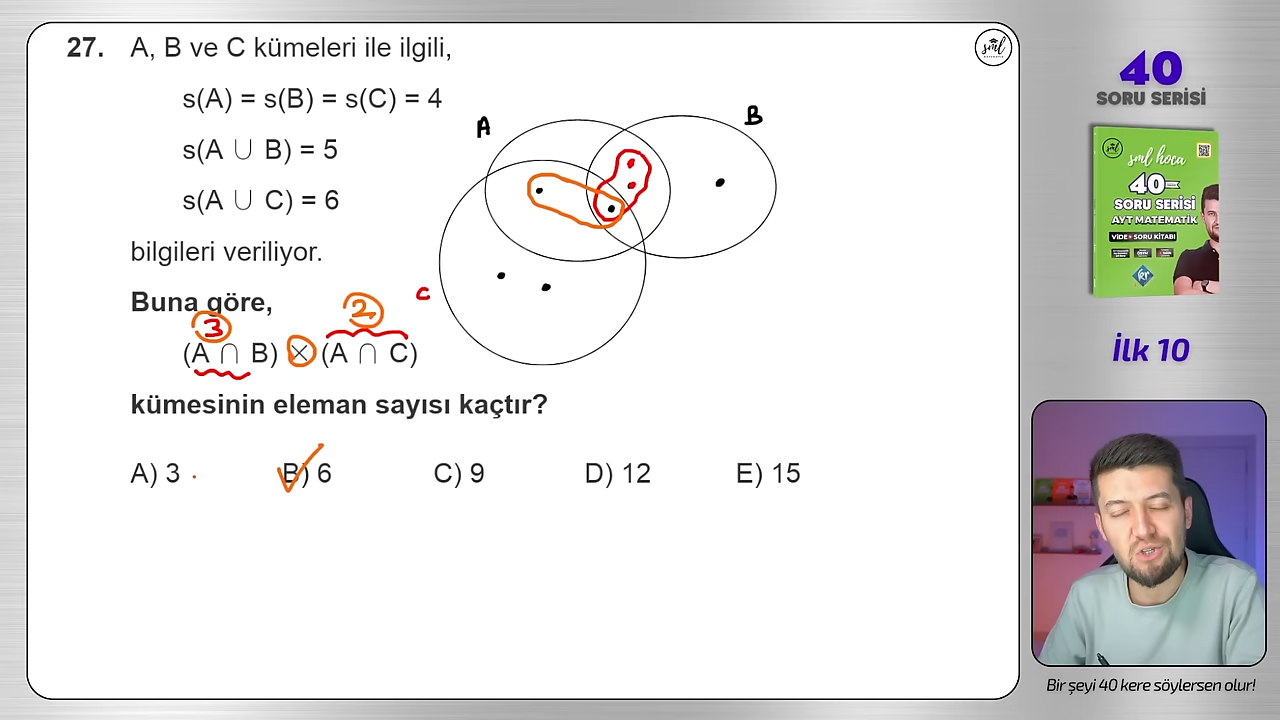 27. A, B ve C kümeleri ile ilgili,
s(A) = s(B) = s(C) = 4
s(A ∪ B) = 5
s(A ∪ C) = 6
bilgileri veriliyor.
Buna göre,
3
2
(A ∩ B) × (A ∩ C)
kümesinin eleman sayısı kaçtır?
A) 3
B) 6
C) 9
D) 12
E) 15
A
B
C
sml
40
SORU SERİSİ
sml hoca
40
SORU SERİSİ
AYT MATEMATİK
VİDEO SORU KİTABI
İlk 10
Bir şeyi 40 kere söylersen olur!